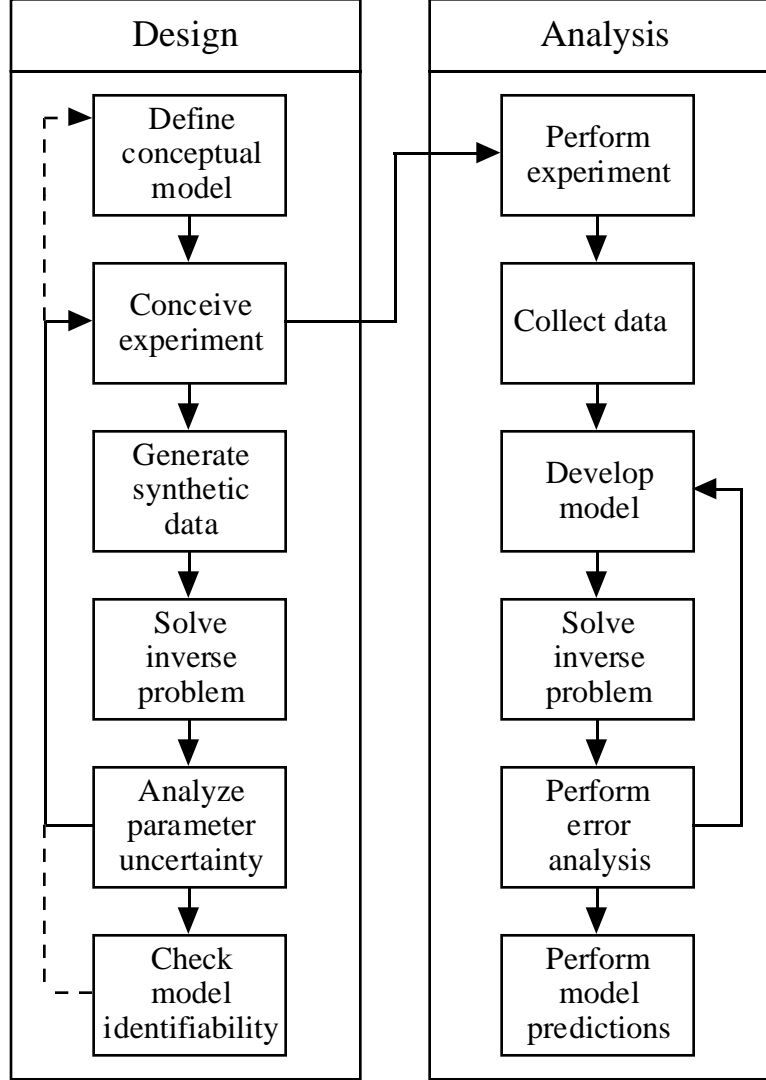 Design
Define
conceptual
model
Conceive
experiment
Generate
synthetic
data
Solve
inverse
problem
Analyze
parameter
uncertainty
Check
model
identifiability
Analysis
Perform
experiment
Collect data
Develop
model
Solve
inverse
problem
Perform
error
analysis
Perform
model
predictions